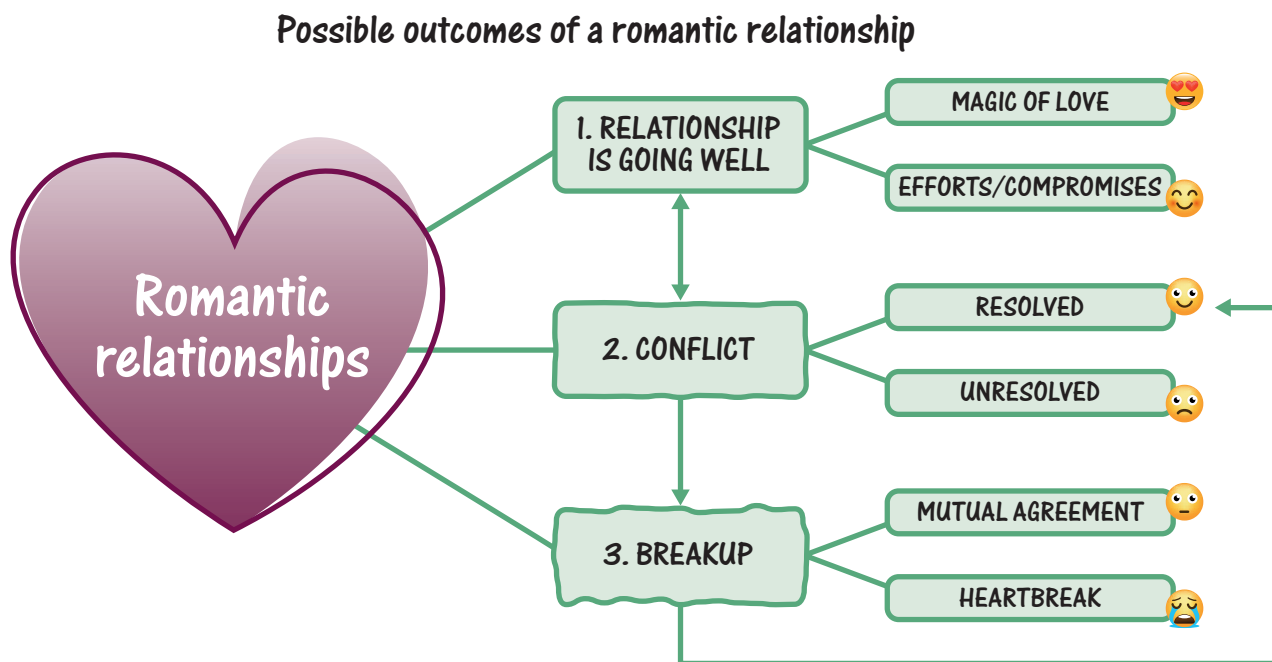 Possible outcomes of a romantic relationship
Romantic
relationships
1. RELATIONSHIP
IS GOING WELL
MAGIC OF LOVE
EFFORTS/COMPROMISES
2. CONFLICT
RESOLVED
UNRESOLVED
3. BREAKUP
MUTUAL AGREEMENT
HEARTBREAK